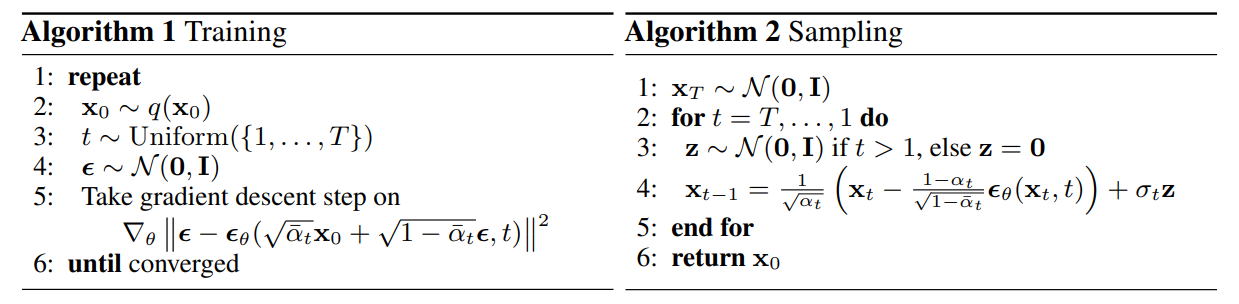 Algorithm 1 Training
1: repeat
2: x₀ ∼ q(x₀)
3: t ∼ Uniform({1, . . . , T})
4: ϵ ∼ 𝒩(0, I)
5: Take gradient descent step on
∇_θ ‖ϵ − ϵ_θ(√ᾱ_t x₀ + √(1 − ᾱ_t) ϵ, t)‖²
6: until converged
Algorithm 2 Sampling
1: x_T ∼ 𝒩(0, I)
2: for t = T, . . . , 1 do
3: z ∼ 𝒩(0, I) if t > 1, else z = 0
4: x_{t−1} = 1/√α_t (x_t − (1−α_t)/√(1−ᾱ_t) ϵ_θ(x_t, t)) + σ_t z
5: end for
6: return x₀